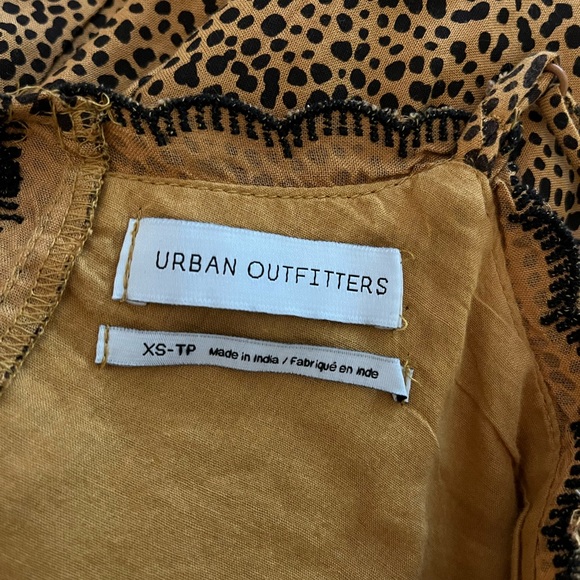 URBAN OUTFITTERS
XS-TP Made in India / Fabriqué en Inde